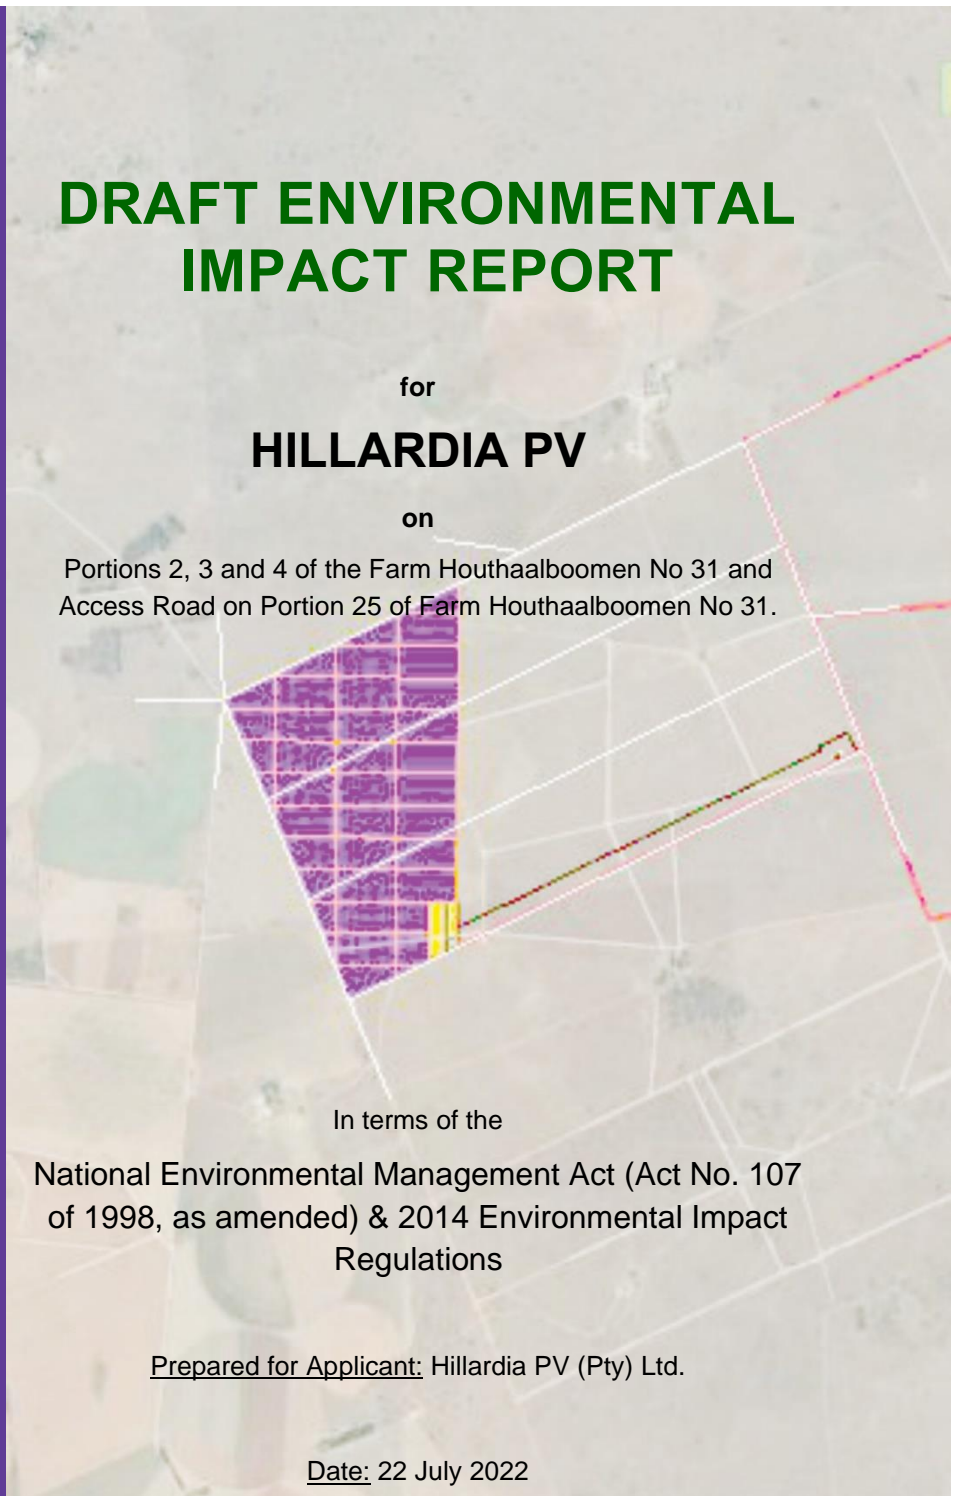 DRAFT ENVIRONMENTAL
IMPACT REPORT
for
HILLARDIA PV
on
Portions 2, 3 and 4 of the Farm Houthaalboomen No 31 and
Access Road on Portion 25 of Farm Houthaalboomen No 31.
In terms of the
National Environmental Management Act (Act No. 107
of 1998, as amended) & 2014 Environmental Impact
Regulations
Prepared for Applicant: Hillardia PV (Pty) Ltd.
Date: 22 July 2022